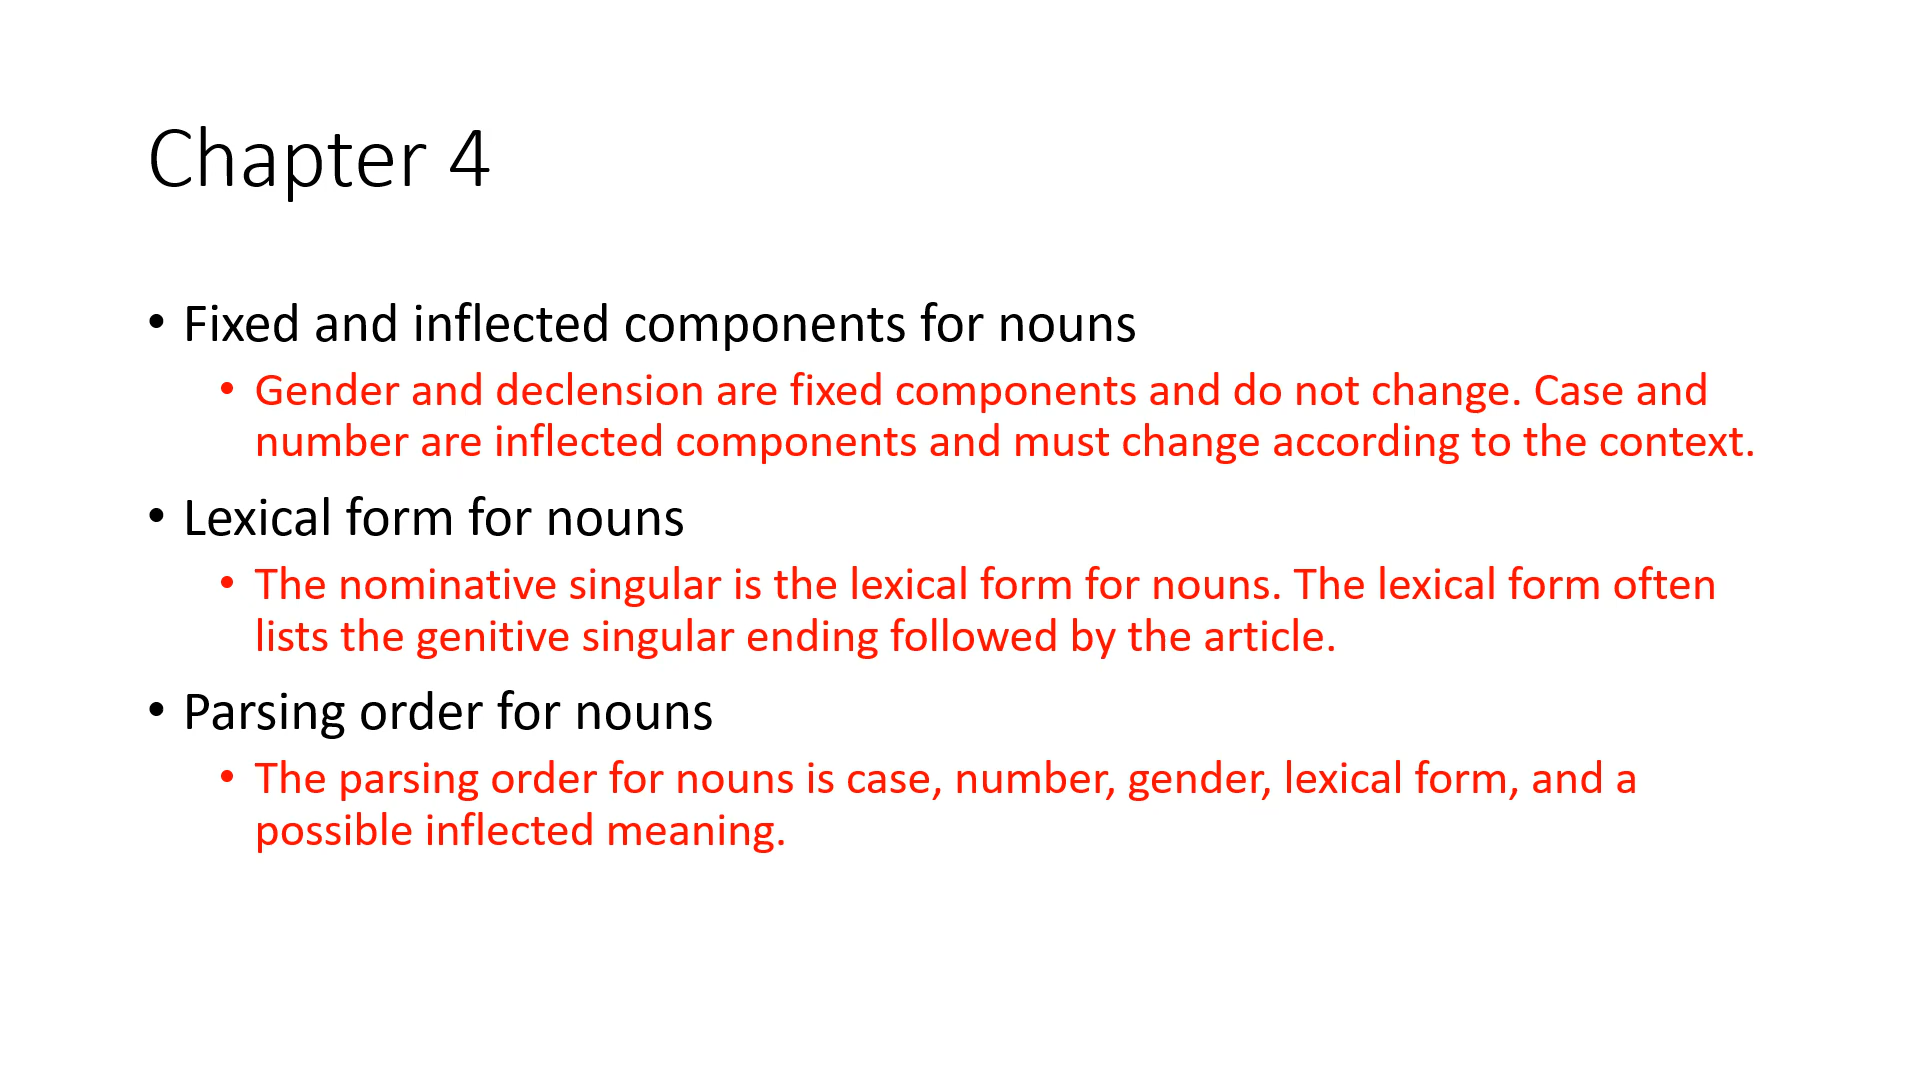 Chapter 4
• Fixed and inflected components for nouns
• Gender and declension are fixed components and do not change. Case and
number are inflected components and must change according to the context.
• Lexical form for nouns
• The nominative singular is the lexical form for nouns. The lexical form often
lists the genitive singular ending followed by the article.
• Parsing order for nouns
• The parsing order for nouns is case, number, gender, lexical form, and a
possible inflected meaning.